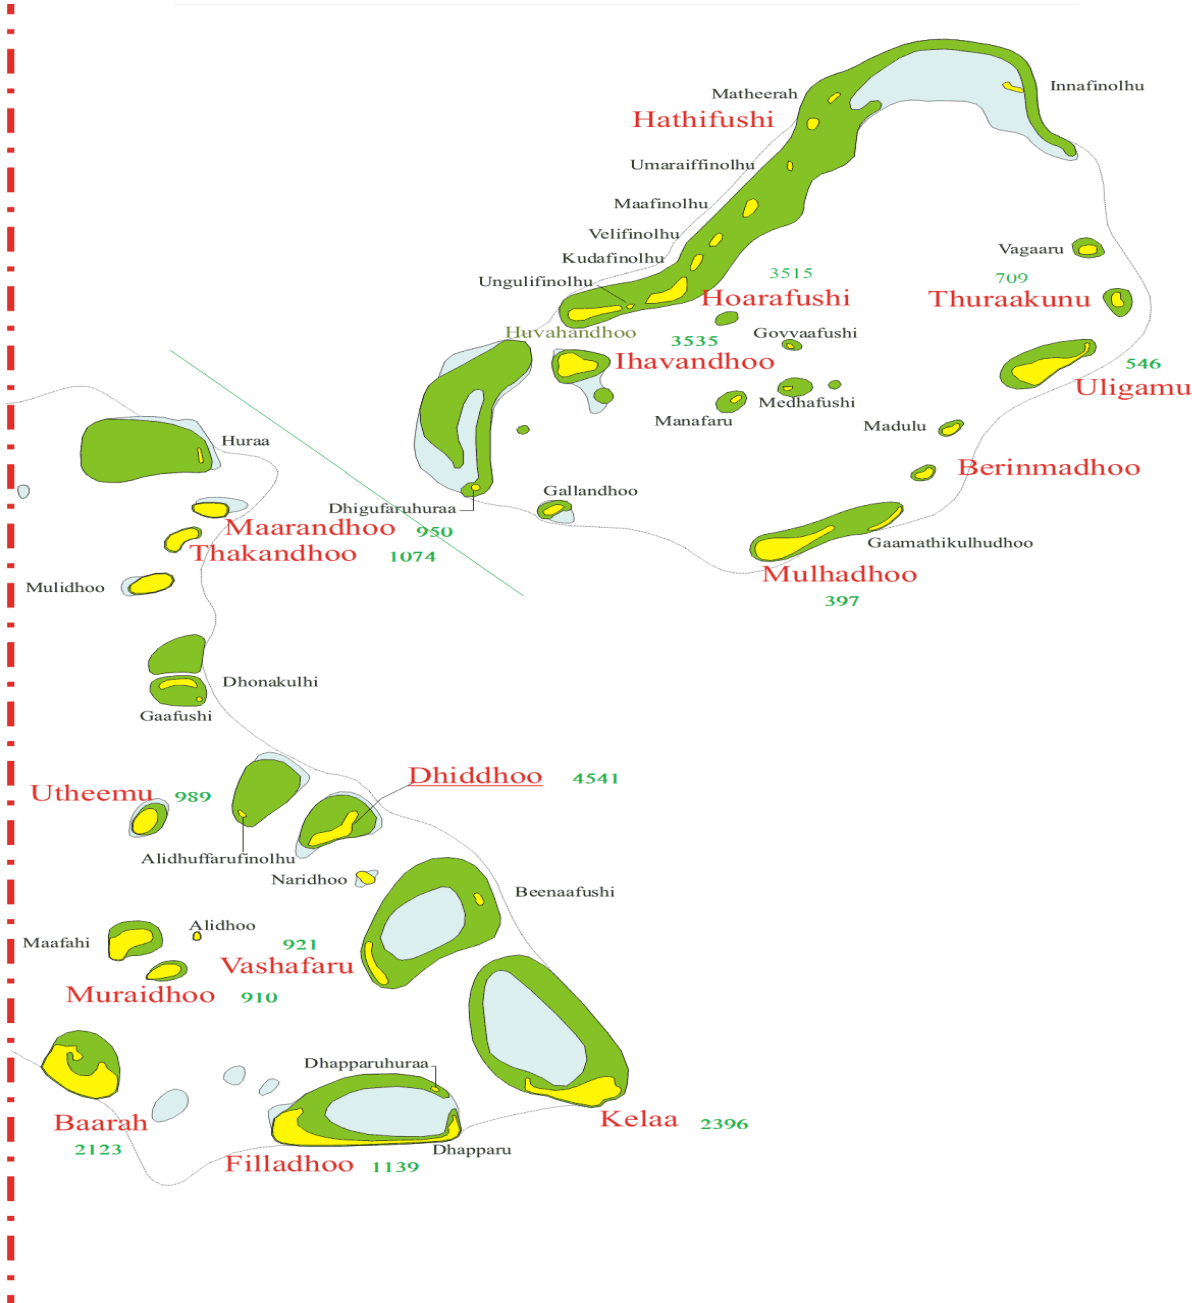 Innafinolhu
Matheerah
Hathifushi
Umaraiffinolhu
Maafinolhu
Velifinolhu
Vagaaru
Kudafinolhu
3515
709
Ungulifinolhu
Hoarafushi
Thuraakunu
Huvahandhoo
Govvaafushi
3535
Ihavandhoo
546
Uligamu
Medhafushi
Manafaru
Madulu
Huraa
Berinmadhoo
Gallandhoo
Dhigufaruhuraa
Maarandhoo 950
Gaamathikulhudhoo
Thakandhoo 1074
Mulhadhoo
Mulidhoo
397
Dhonakulhi
Gaafushi
Dhiddhoo 4541
Utheemu 989
Alidhuffarufinolhu
Naridhoo
Beenaafushi
Alidhoo
Maafahi
921
Vashafaru
Muraidhoo 910
Dhapparuhuraa
Baarah
Kelaa 2396
2123
Dhapparu
Filladhoo 1139